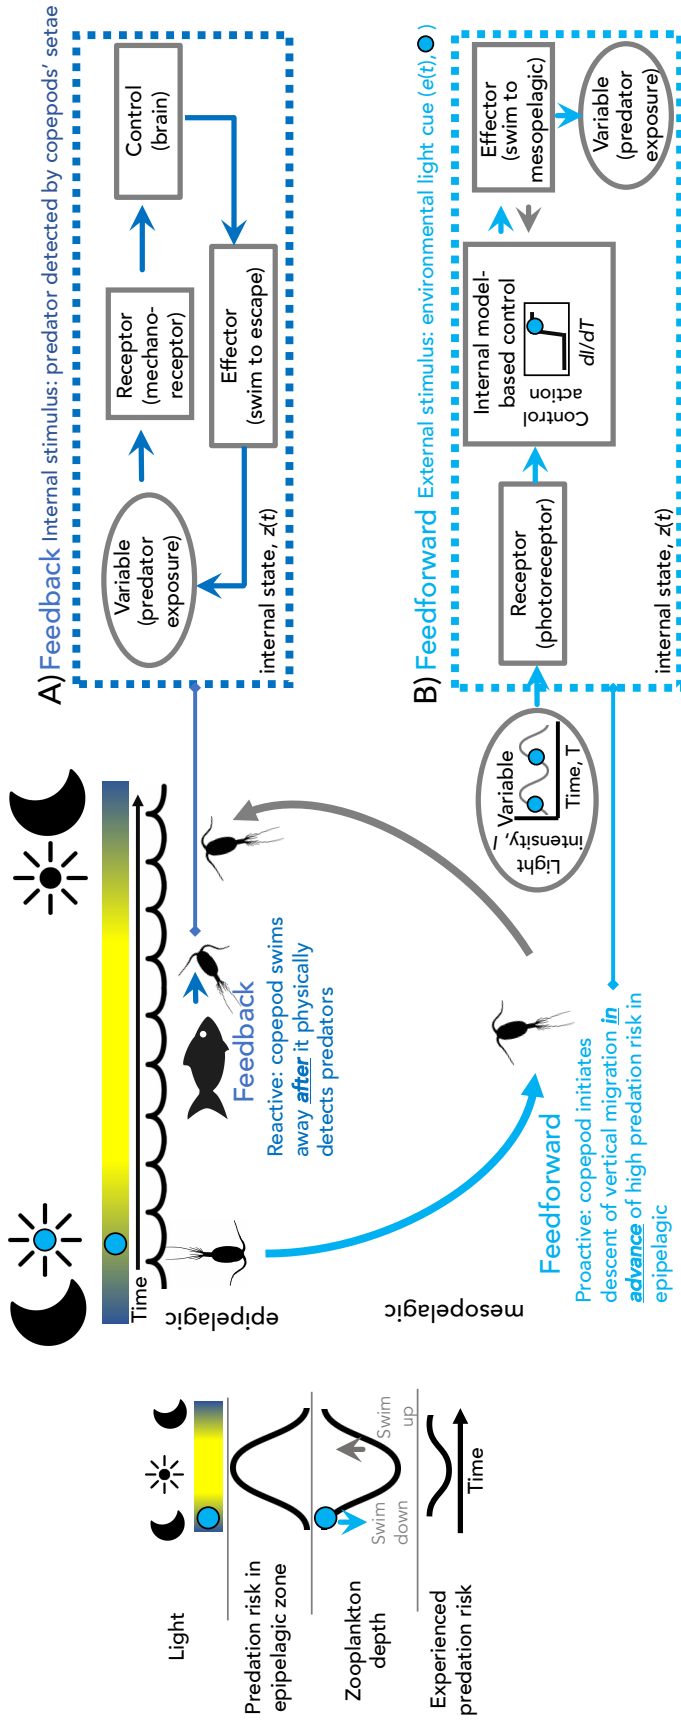 Light
Predation risk in
epipelagic zone
Zooplankton
depth
Swim
down
Swim
up
Experienced
predation risk
Time
Time
epipelagic
mesopelagic
Feedback
Reactive: copepod swims
away after it physically
detects predators
Feedforward
Proactive: copepod initiates
descent of vertical migration in
advance of high predation risk in
epipelagic
A) Feedback Internal stimulus: predator detected by copepods’ setae
Variable
(predator
exposure)
Receptor
(mechano-
receptor)
Control
(brain)
Effector
(swim to escape)
internal state, z(t)
B) Feedforward External stimulus: environmental light cue (e(t), )
Variable
Light
intensity, I
Time, T
Receptor
(photoreceptor)
Internal model-
based control
Control
action
dI/dT
Effector
(swim to
mesopelagic)
Variable
(predator
exposure)
internal state, z(t)